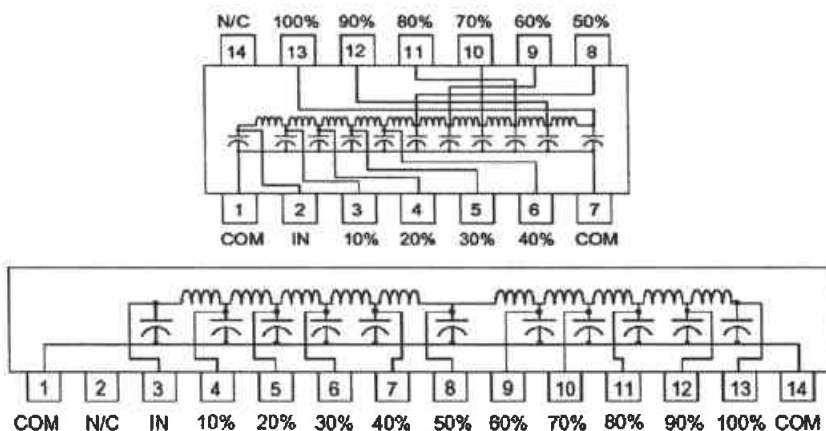 N/C 100% 90% 80% 70% 60% 50%
14 13 12 11 10 9 8
1 2 3 4 5 6 7
COM IN 10% 20% 30% 40% COM
1 2 3 4 5 6 7 8 9 10 11 12 13 14
COM N/C IN 10% 20% 30% 40% 50% 60% 70% 80% 90% 100% COM